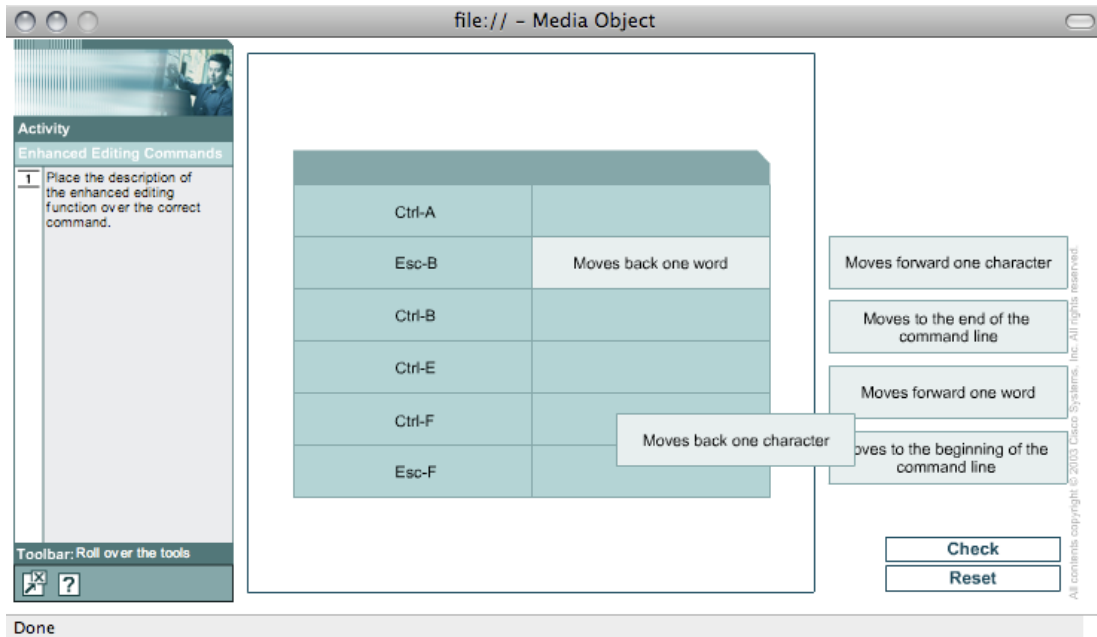 file:// – Media Object
Activity
Enhanced Editing Commands
1
Place the description of
the enhanced editing
function over the correct
command.
Ctrl-A
Esc-B
Moves back one word
Ctrl-B
Ctrl-E
Ctrl-F
Esc-F
Moves back one character
Moves forward one character
Moves to the end of the
command line
Moves forward one word
oves to the beginning of the
command line
Check
Reset
All contents copyright © 2003 Cisco Systems, Inc. All rights reserved.
Toolbar: Roll over the tools
?
Done